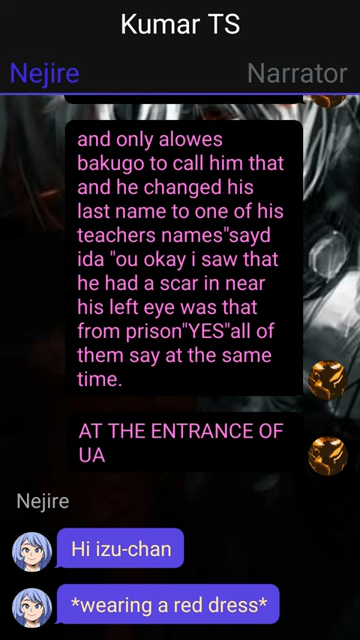 Kumar TS
Nejire
Narrator
and only alowes
bakugo to call him that
and he changed his
last name to one of his
teachers names"sayd
ida "ou okay i saw that
he had a scar in near
his left eye was that
from prison"YES"all of
them say at the same
time.
AT THE ENTRANCE OF
UA
Nejire
Hi izu-chan
*wearing a red dress*